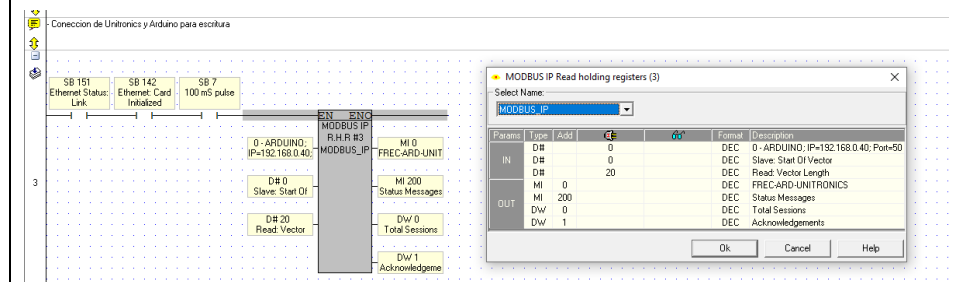 - Coneccion de Unitronics y Arduino para escritura
SB 151
Ethernet Status:
Link
SB 142
Ethernet: Card
Initialized
SB 7
100 mS pulse
3
EN ENO
MODBUS IP
R.H.R #3
MODBUS_IP
0 - ARDUINO;
IP=192.168.0.40;
D# 0
Slave: Start Of
D# 20
Read: Vector
MI 0
FREC-ARD-UNIT
MI 200
Status Messages
DW 0
Total Sessions
DW 1
Acknowledgeme
MODBUS IP Read holding registers (3)
Select Name:
MODBUS_IP
Params Type Add Format Description
IN
D# 0 DEC 0 - ARDUINO; IP=192.168.0.40; Port=50
D# 0 DEC Slave: Start Of Vector
D# 20 DEC Read: Vector Length
OUT
MI 0 DEC FREC-ARD-UNITRONICS
MI 200 DEC Status Messages
DW 0 DEC Total Sessions
DW 1 DEC Acknowledgements
Ok Cancel Help